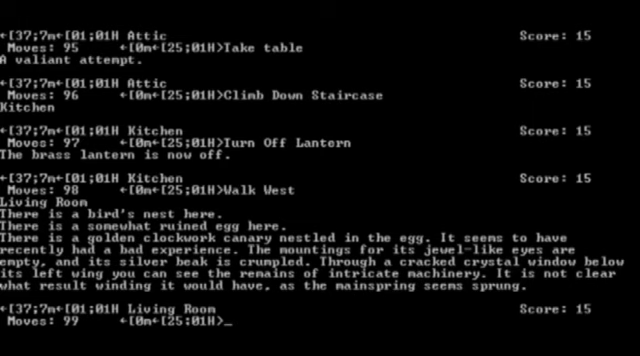 ←[37;7m←[01;01H Attic Score: 15
Moves: 95 ←[0m←[25;01H>Take table
A valiant attempt.
←[37;7m←[01;01H Attic Score: 15
Moves: 96 ←[0m←[25;01H>Climb Down Staircase
Kitchen
←[37;7m←[01;01H Kitchen Score: 15
Moves: 97 ←[0m←[25;01H>Turn Off Lantern
The brass lantern is now off.
←[37;7m←[01;01H Kitchen Score: 15
Moves: 98 ←[0m←[25;01H>Walk West
Living Room
There is a bird's nest here.
There is a somewhat ruined egg here.
There is a golden clockwork canary nestled in the egg. It seems to have
recently had a bad experience. The mountings for its jewel-like eyes are
empty, and its silver beak is crumpled. Through a cracked crystal window below
its left wing you can see the remains of intricate machinery. It is not clear
what result winding it would have, as the mainspring seems sprung.
←[37;7m←[01;01H Living Room Score: 15
Moves: 99 ←[0m←[25;01H>_